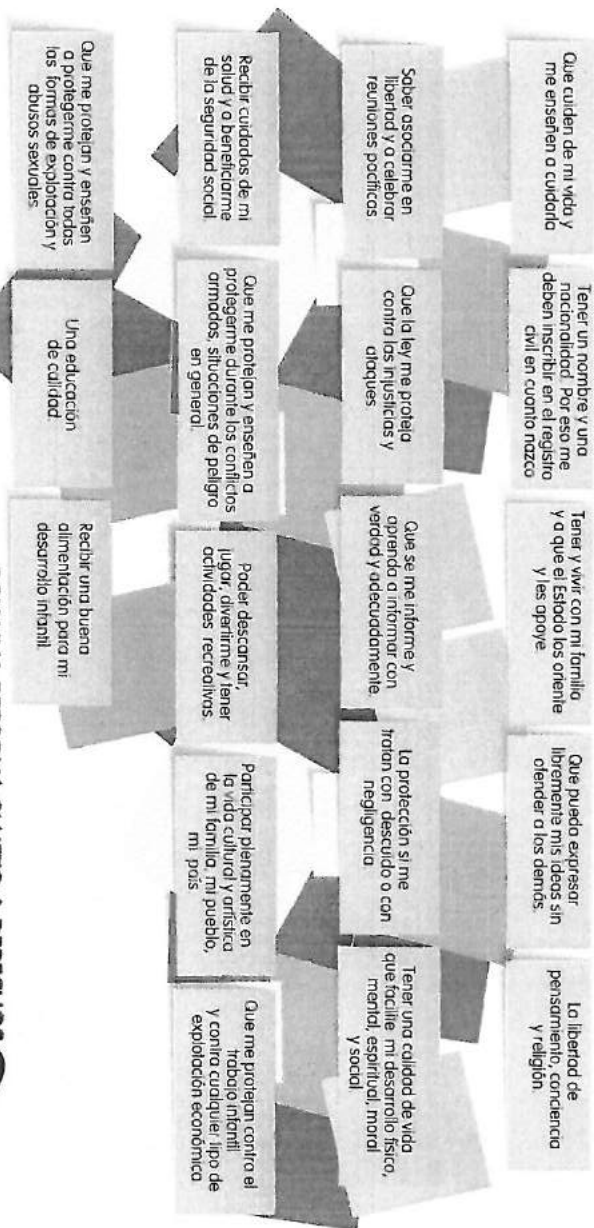 Que cuiden de mi vida y
me enseñen a cuidarla
Tener un nombre y una
nacionalidad. Por eso me
deben inscribir en el registro
civil en cuanto nazco
Tener y vivir con mi familia
y a que el Estado los oriente
y les apoye.
Que pueda expresar
libremente mis ideas sin
ofender a los demás.
La libertad de
pensamiento, conciencia
y religión.
Saber asociarme en
libertad y a celebrar
reuniones pacíficas
Que la ley me proteja
contra las injusticias y
ataques
Que se me informe y
aprenda a informar con
verdad y adecuadamente.
La protección si me
tratan con descuido o con
negligencia.
Tener una calidad de vida
que facilite mi desarrollo físico,
mental, espiritual, moral
y social
Recibir cuidados de mi
salud y a beneficiarme
de la seguridad social.
Que me protejan y enseñen a
protegerme durante los conflictos
armados, situaciones de peligro
en general.
Poder descansar,
jugar, divertirme y tener
actividades recreativas.
Participar plenamente en
la vida cultural y artística
de mi familia, mi pueblo,
mi país
Que me protejan contra el
trabajo infantil
y contra cualquier tipo de
explotación económica
Que me protejan y enseñen
a protegerme contra todas
las formas de explotación y
abusos sexuales.
Una educación
de calidad.
Recibir una buena
alimentación para mi
desarrollo infantil.